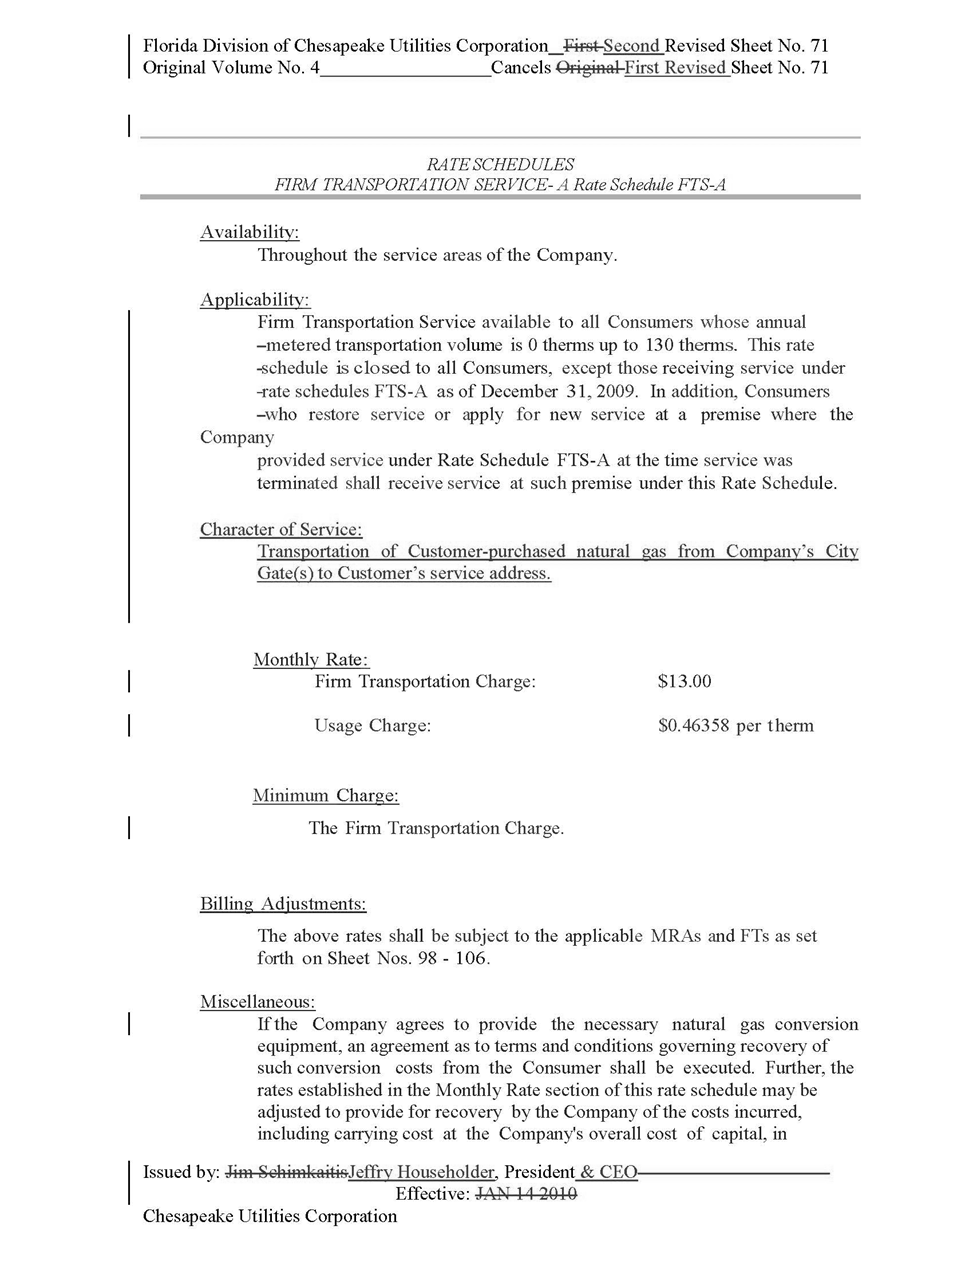 Florida Division of Chesapeake Utilities Corporation   First Second Revised Sheet No. 71
Original Volume No. 4                    Cancels Original First Revised Sheet No. 71
RATE SCHEDULES
FIRM TRANSPORTATION SERVICE- A Rate Schedule FTS-A
Availability:
Throughout the service areas of the Company.
Applicability:
Firm Transportation Service available to all Consumers whose annual
metered transportation volume is 0 therms up to 130 therms. This rate
schedule is closed to all Consumers, except those receiving service under
rate schedules FTS-A as of December 31, 2009. In addition, Consumers
who restore service or apply for new service at a premise where the
Company
provided service under Rate Schedule FTS-A at the time service was
terminated shall receive service at such premise under this Rate Schedule.
Character of Service:
Transportation of Customer-purchased natural gas from Company's City
Gate(s) to Customer's service address.
Monthly Rate:
Firm Transportation Charge: $13.00
Usage Charge: $0.46358 per therm
Minimum Charge:
The Firm Transportation Charge.
Billing Adjustments:
The above rates shall be subject to the applicable MRAs and FTs as set
forth on Sheet Nos. 98 - 106.
Miscellaneous:
If the Company agrees to provide the necessary natural gas conversion
equipment, an agreement as to terms and conditions governing recovery of
such conversion costs from the Consumer shall be executed. Further, the
rates established in the Monthly Rate section of this rate schedule may be
adjusted to provide for recovery by the Company of the costs incurred,
including carrying cost at the Company's overall cost of capital, in
Issued by: Jim Schimkaitis Jeffry Householder, President & CEO
Effective: JAN 14 2010
Chesapeake Utilities Corporation